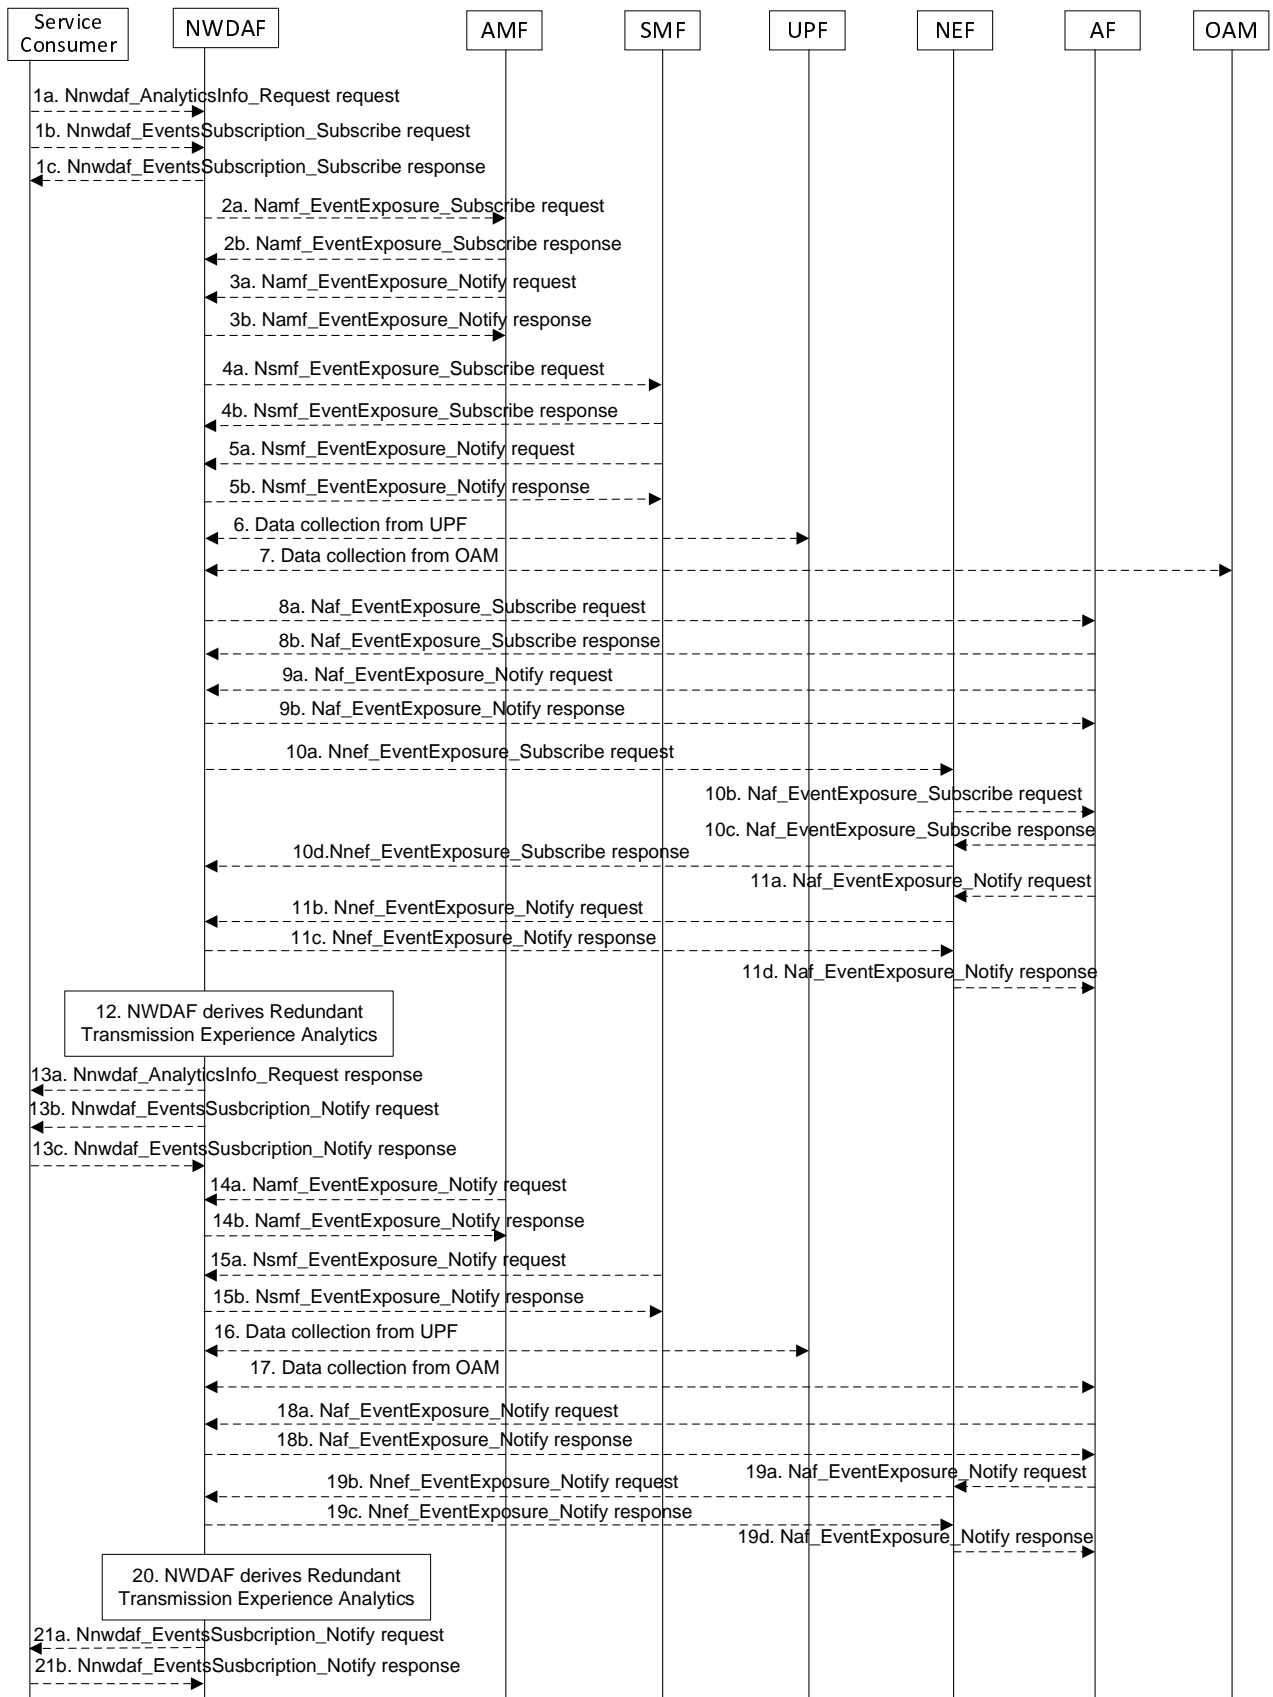 Service
Consumer
NWDAF
AMF
SMF
UPF
NEF
AF
OAM
1a. Nnwdaf_AnalyticsInfo_Request request
1b. Nnwdaf_EventsSubscription_Subscribe request
1c. Nnwdaf_EventsSubscription_Subscribe response
2a. Namf_EventExposure_Subscribe request
2b. Namf_EventExposure_Subscribe response
3a. Namf_EventExposure_Notify request
3b. Namf_EventExposure_Notify response
4a. Nsmf_EventExposure_Subscribe request
4b. Nsmf_EventExposure_Subscribe response
5a. Nsmf_EventExposure_Notify request
5b. Nsmf_EventExposure_Notify response
6. Data collection from UPF
7. Data collection from OAM
8a. Naf_EventExposure_Subscribe request
8b. Naf_EventExposure_Subscribe response
9a. Naf_EventExposure_Notify request
9b. Naf_EventExposure_Notify response
10a. Nnef_EventExposure_Subscribe request
10b. Naf_EventExposure_Subscribe request
10c. Naf_EventExposure_Subscribe response
10d.Nnef_EventExposure_Subscribe response
11a. Naf_EventExposure_Notify request
11b. Nnef_EventExposure_Notify request
11c. Nnef_EventExposure_Notify response
11d. Naf_EventExposure_Notify response
12. NWDAF derives Redundant
Transmission Experience Analytics
13a. Nnwdaf_AnalyticsInfo_Request response
13b. Nnwdaf_EventsSusbcription_Notify request
13c. Nnwdaf_EventsSusbcription_Notify response
14a. Namf_EventExposure_Notify request
14b. Namf_EventExposure_Notify response
15a. Nsmf_EventExposure_Notify request
15b. Nsmf_EventExposure_Notify response
16. Data collection from UPF
17. Data collection from OAM
18a. Naf_EventExposure_Notify request
18b. Naf_EventExposure_Notify response
19a. Naf_EventExposure_Notify request
19b. Nnef_EventExposure_Notify request
19c. Nnef_EventExposure_Notify response
19d. Naf_EventExposure_Notify response
20. NWDAF derives Redundant
Transmission Experience Analytics
21a. Nnwdaf_EventsSusbcription_Notify request
21b. Nnwdaf_EventsSusbcription_Notify response